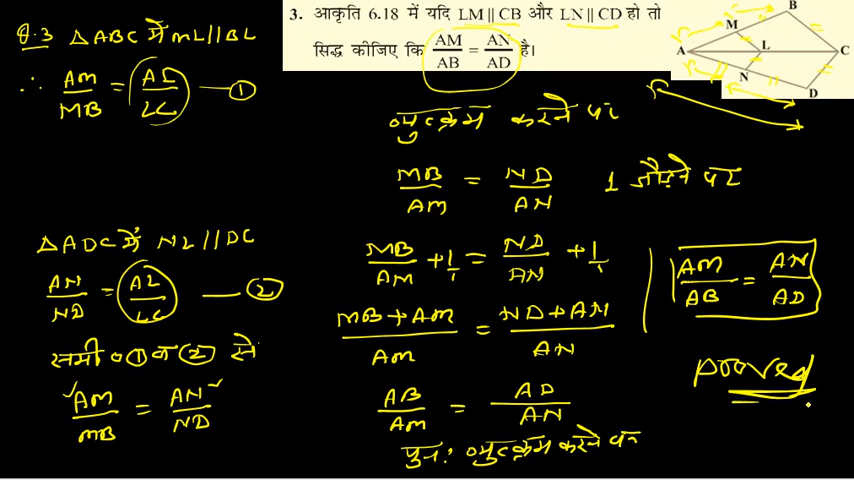 3. आकृति 6.18 में यदि LM || CB और LN || CD हो तो
सिद्ध कीजिए कि AM/AB = AN/AD है।
B
M
A
L
C
N
D
Q.3 △ABC में ML//BL
∴ AM/MB = AL/LC —①
△ADC में NL//DC
AN/ND = AL/LC —②
समी० ① व ② से
AM/MB = AN/ND
व्युत्क्रम करने पर
MB/AM = ND/AN 1 जोड़ने पर
MB/AM + 1/1 = ND/AN + 1/1
MB+AM/AM = ND+AN/AN
AB/AM = AD/AN
पुन: व्युत्क्रम करने पर
AM/AB = AN/AD
proved